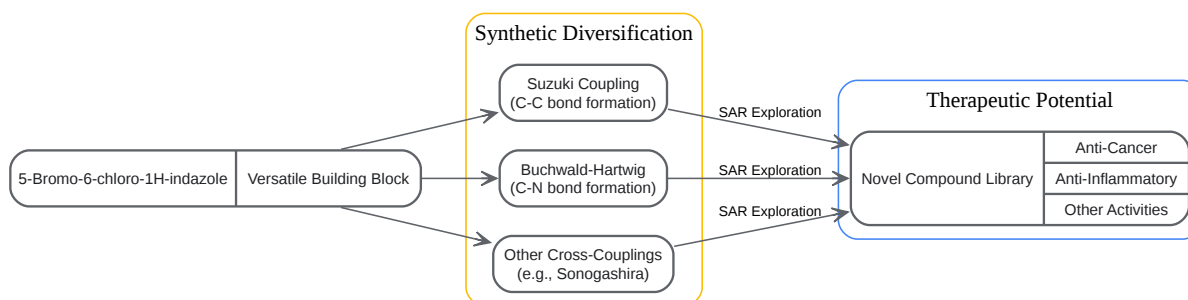 5-Bromo-6-chloro-1H-indazole
Versatile Building Block
Synthetic Diversification
Suzuki Coupling
(C-C bond formation)
Buchwald-Hartwig
(C-N bond formation)
Other Cross-Couplings
(e.g., Sonogashira)
SAR Exploration
SAR Exploration
SAR Exploration
Therapeutic Potential
Novel Compound Library
Anti-Cancer
Anti-Inflammatory
Other Activities